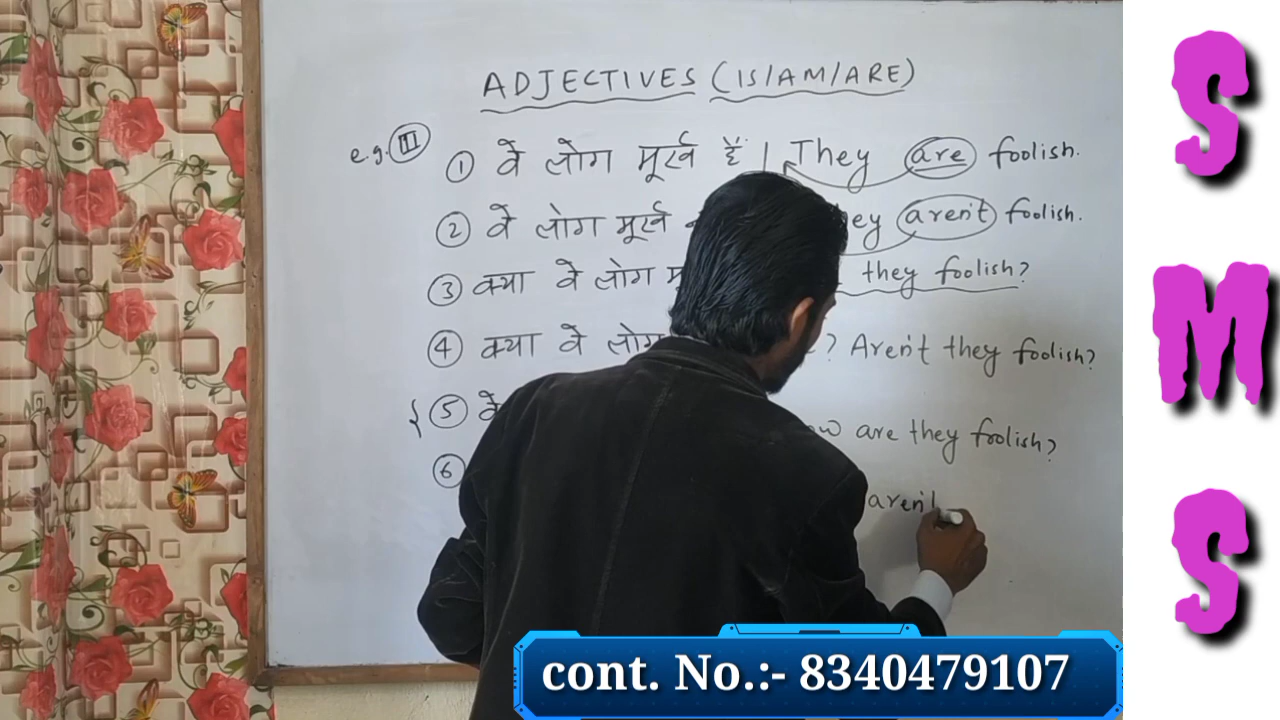 ADJECTIVES (IS/AM/ARE)
e.g. III
① वे लोग मूर्ख हैं | They are foolish.
② वे लोग मूर्ख aren't foolish.
③ क्या वे लोग they foolish?
④ क्या वे लोग ? Aren't they foolish?
⑤ वे are they foolish?
⑥ aren't
cont. No.:- 8340479107
S
M
S